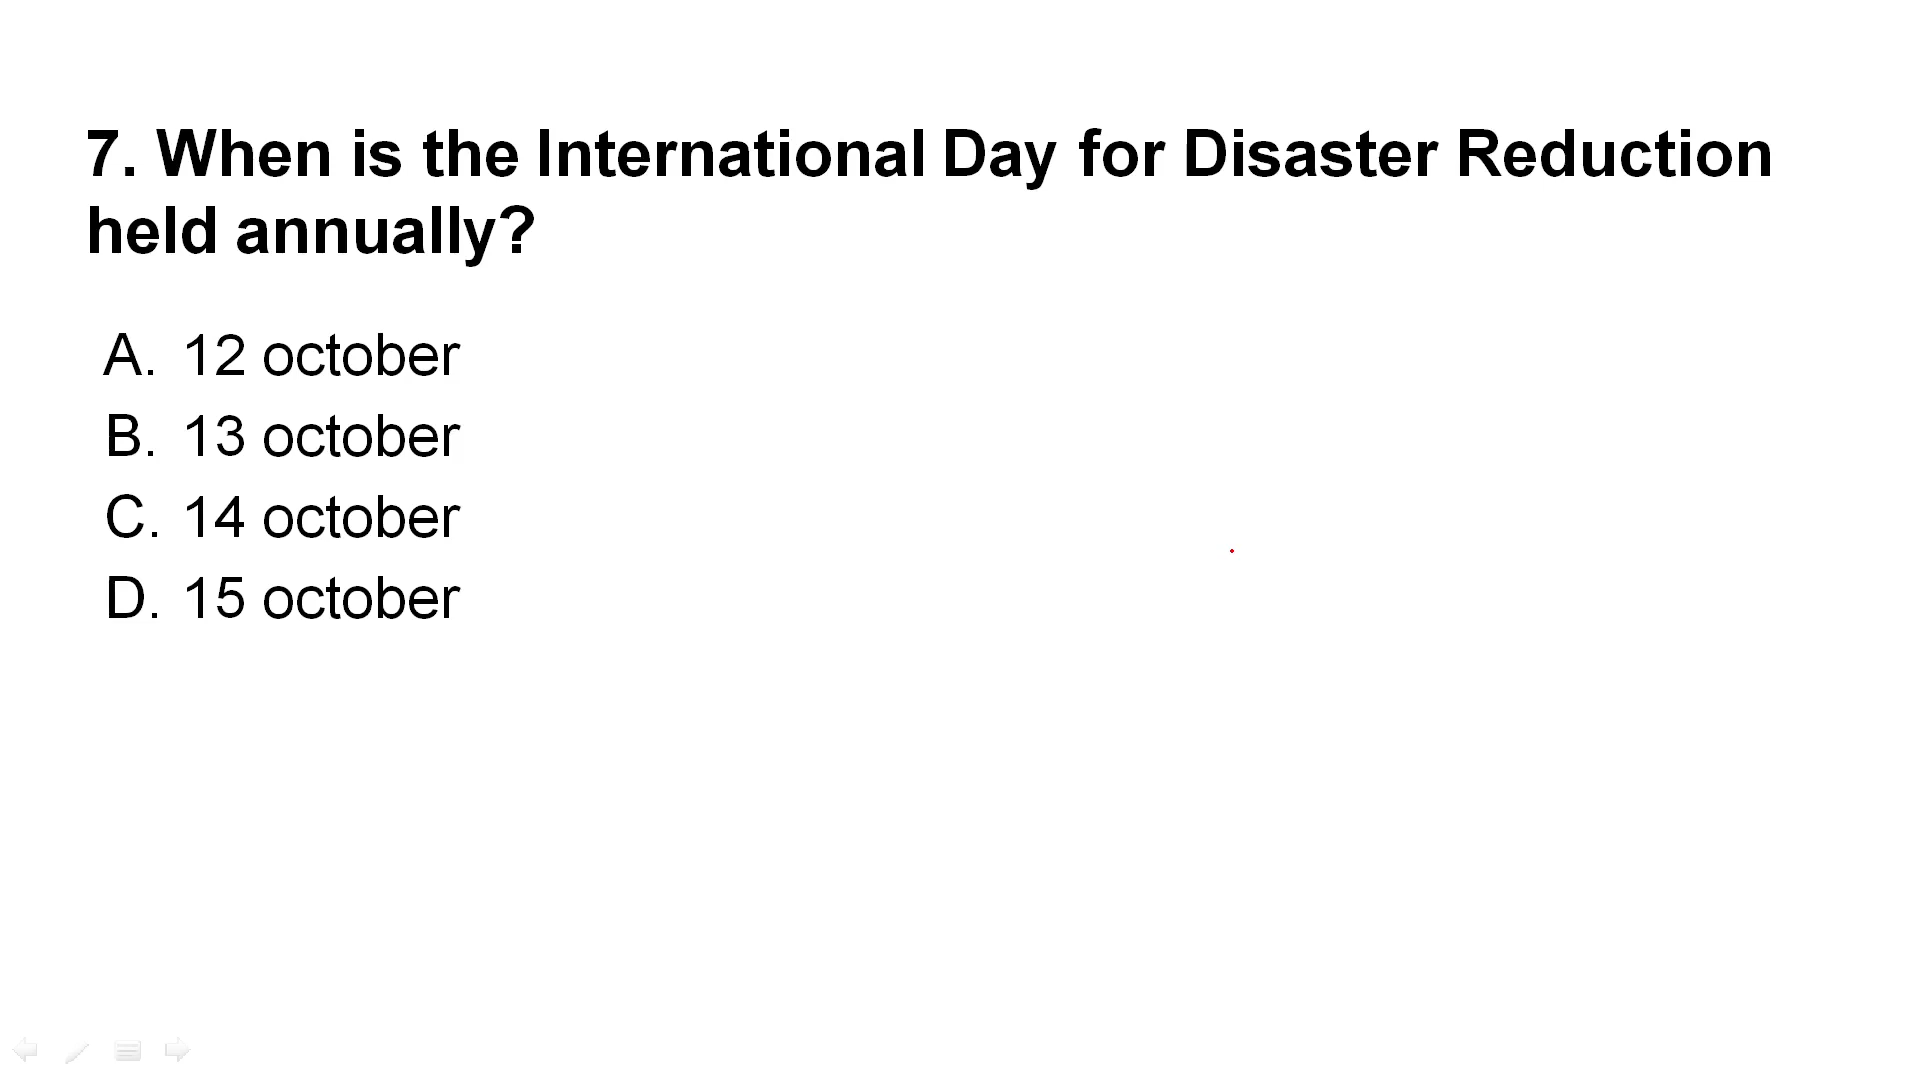 7. When is the International Day for Disaster Reduction
held annually?
A. 12 october
B. 13 october
C. 14 october
D. 15 october